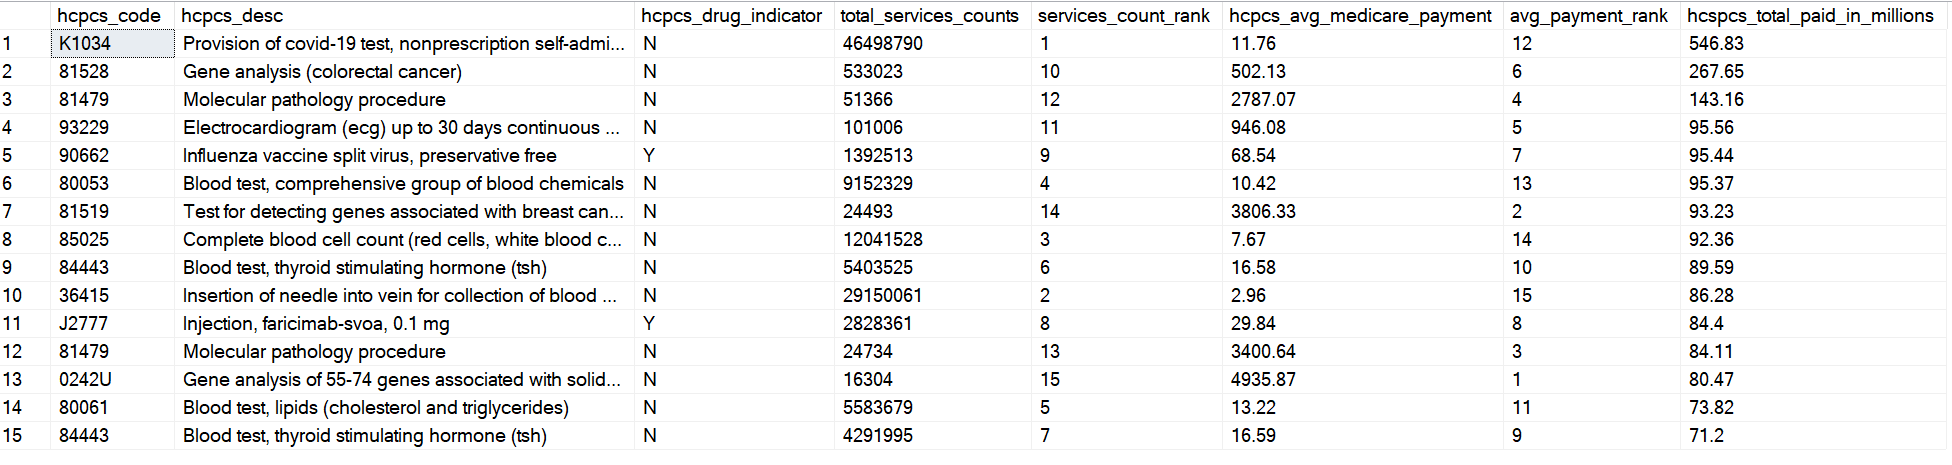 hcpcs_code hcpcs_desc hcpcs_drug_indicator total_services_counts services_count_rank hcpcs_avg_medicare_payment avg_payment_rank hcspcs_total_paid_in_millions
1 K1034 Provision of covid-19 test, nonprescription self-admi... N 46498790 1 11.76 12 546.83
2 81528 Gene analysis (colorectal cancer) N 533023 10 502.13 6 267.65
3 81479 Molecular pathology procedure N 51366 12 2787.07 4 143.16
4 93229 Electrocardiogram (ecg) up to 30 days continuous ... N 101006 11 946.08 5 95.56
5 90662 Influenza vaccine split virus, preservative free Y 1392513 9 68.54 7 95.44
6 80053 Blood test, comprehensive group of blood chemicals N 9152329 4 10.42 13 95.37
7 81519 Test for detecting genes associated with breast can... N 24493 14 3806.33 2 93.23
8 85025 Complete blood cell count (red cells, white blood c... N 12041528 3 7.67 14 92.36
9 84443 Blood test, thyroid stimulating hormone (tsh) N 5403525 6 16.58 10 89.59
10 36415 Insertion of needle into vein for collection of blood ... N 29150061 2 2.96 15 86.28
11 J2777 Injection, faricimab-svoa, 0.1 mg Y 2828361 8 29.84 8 84.4
12 81479 Molecular pathology procedure N 24734 13 3400.64 3 84.11
13 0242U Gene analysis of 55-74 genes associated with solid... N 16304 15 4935.87 1 80.47
14 80061 Blood test, lipids (cholesterol and triglycerides) N 5583679 5 13.22 11 73.82
15 84443 Blood test, thyroid stimulating hormone (tsh) N 4291995 7 16.59 9 71.2